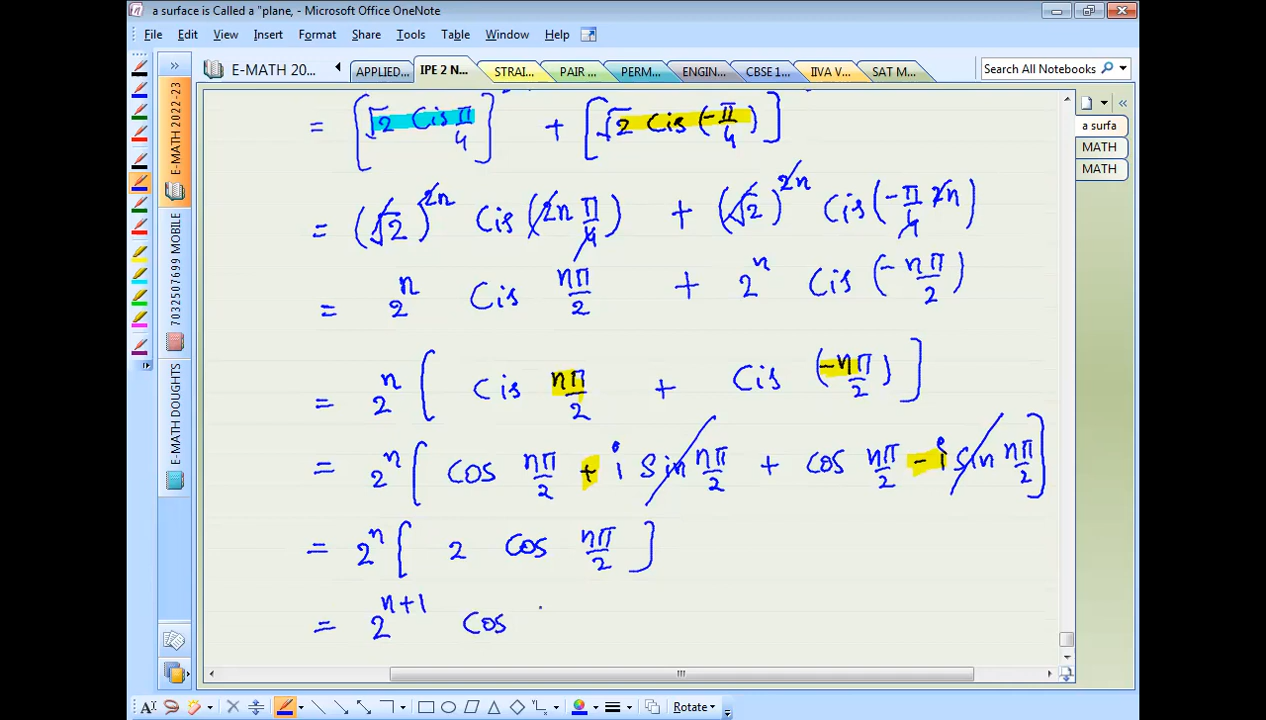 a surface is Called a "plane, - Microsoft Office OneNote
File Edit View Insert Format Share Tools Table Window Help
E-MATH 20... APPLIED... IPE 2 N... STRAI... PAIR ... PERM... ENGIN... CBSE 1... IIVA V... SAT M... Search All Notebooks
E-MATH 2022-23
7032507699 MOBILE
E-MATH DOUGHTS
a surfa
MATH
MATH
= [√2 Cis π/4] + [√2 Cis (-π/4)]
= (√2)^2n Cis (2n π/4) + (√2)^2n Cis (-π/4 2n)
= 2^n Cis nπ/2 + 2^n Cis (-nπ/2)
= 2^n [ Cis nπ/2 + Cis (-nπ/2) ]
= 2^n [ cos nπ/2 + i Sin nπ/2 + cos nπ/2 - i Sin nπ/2 ]
= 2^n [ 2 cos nπ/2 ]
= 2^n+1 cos
Rotate